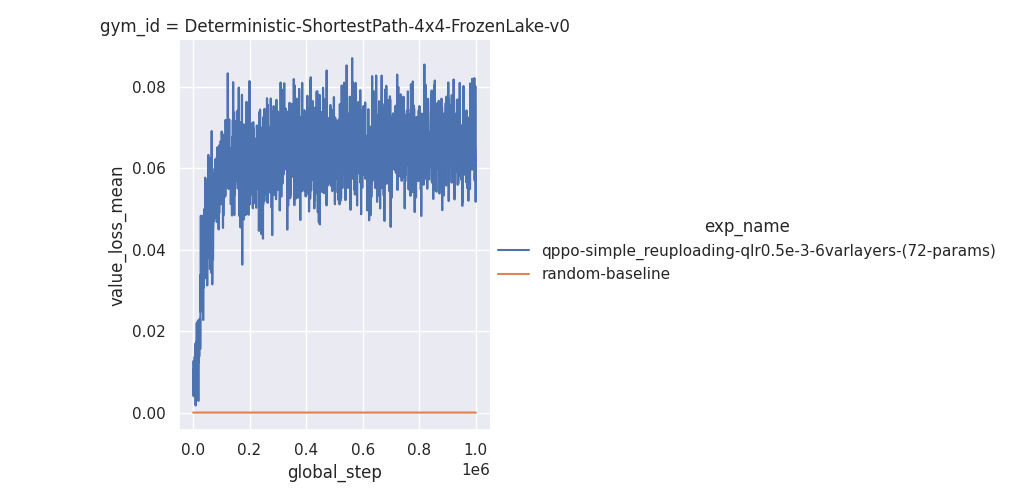 gym_id = Deterministic-ShortestPath-4x4-FrozenLake-v0
value_loss_mean
0.08
0.06
0.04
0.02
0.00
0.0 0.2 0.4 0.6 0.8 1.0
1e6
global_step
exp_name
qppo-simple_reuploading-qlr0.5e-3-6varlayers-(72-params)
random-baseline